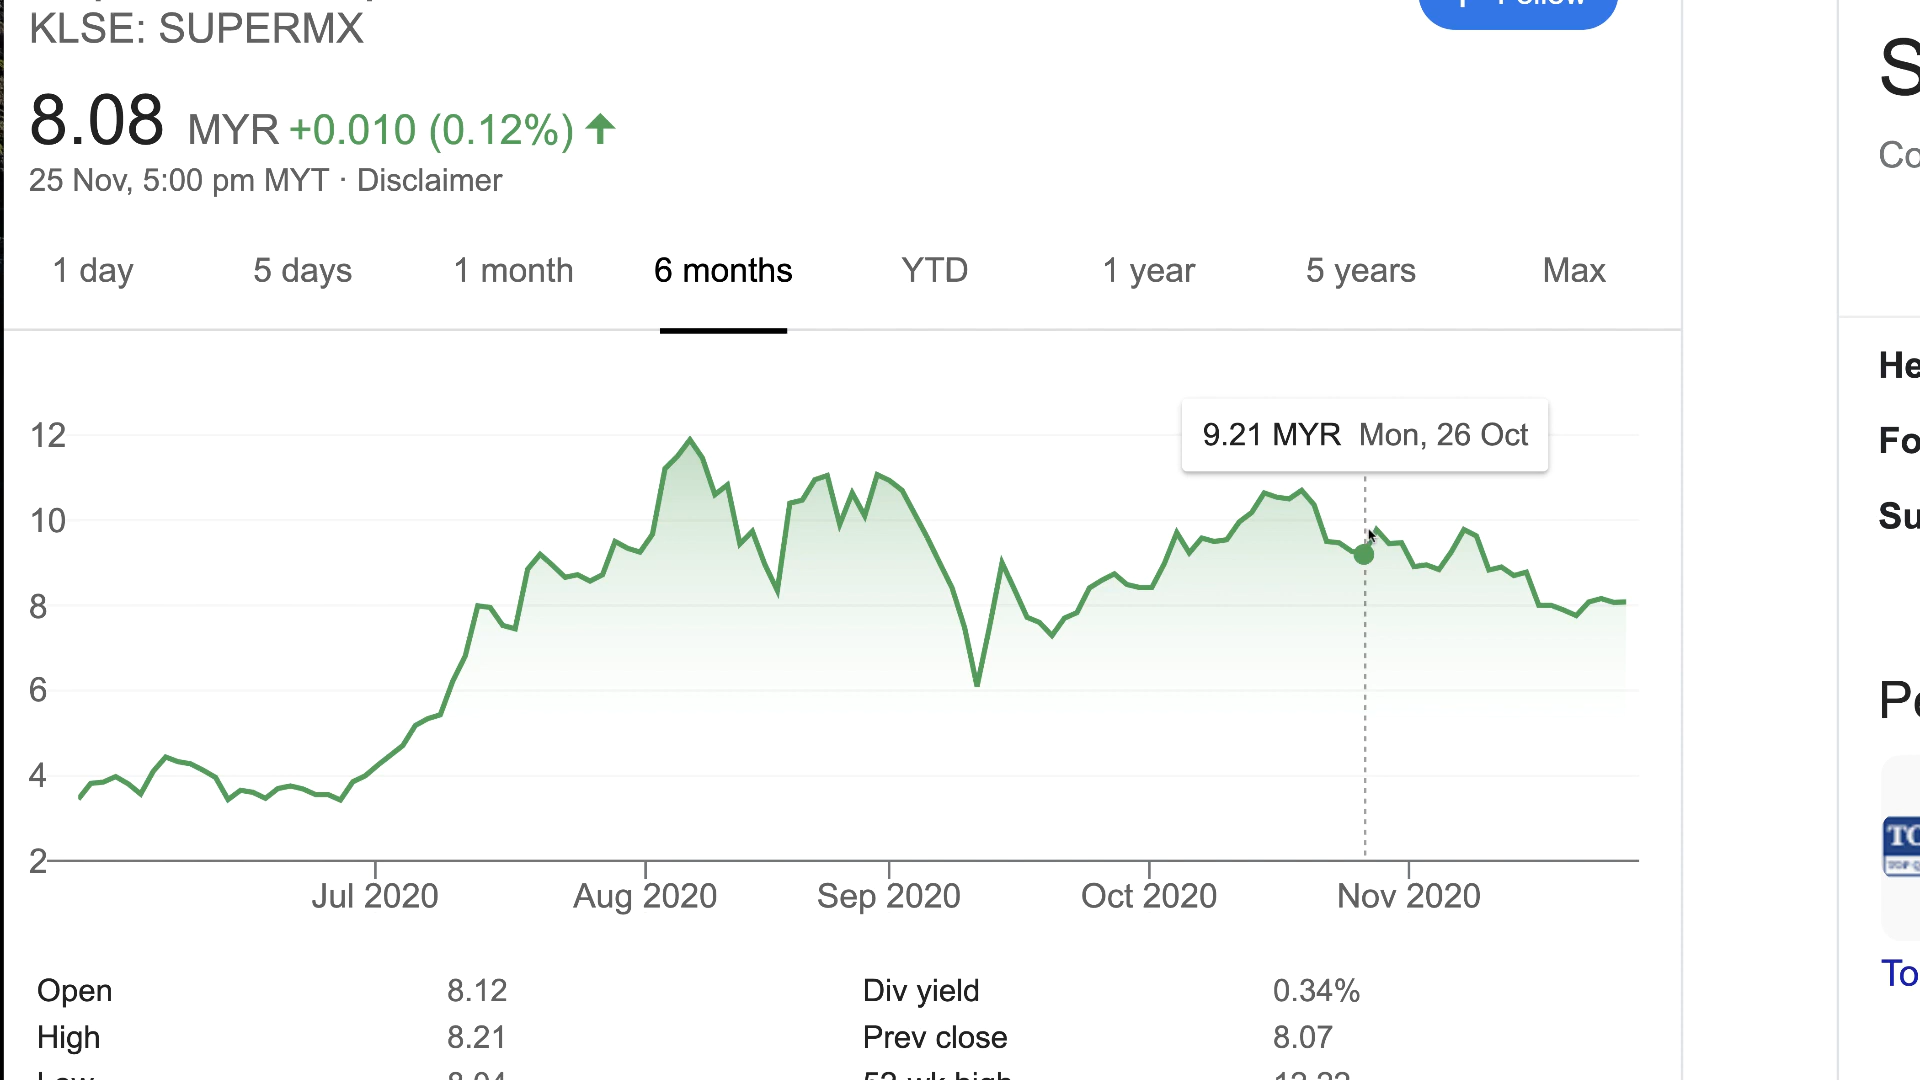 KLSE: SUPERMX
8.08 MYR +0.010 (0.12%)
25 Nov, 5:00 pm MYT · Disclaimer
1 day 5 days 1 month 6 months YTD 1 year 5 years Max
9.21 MYR Mon, 26 Oct
12
10
8
6
4
2
Jul 2020 Aug 2020 Sep 2020 Oct 2020 Nov 2020
Open 8.12 Div yield 0.34%
High 8.21 Prev close 8.07